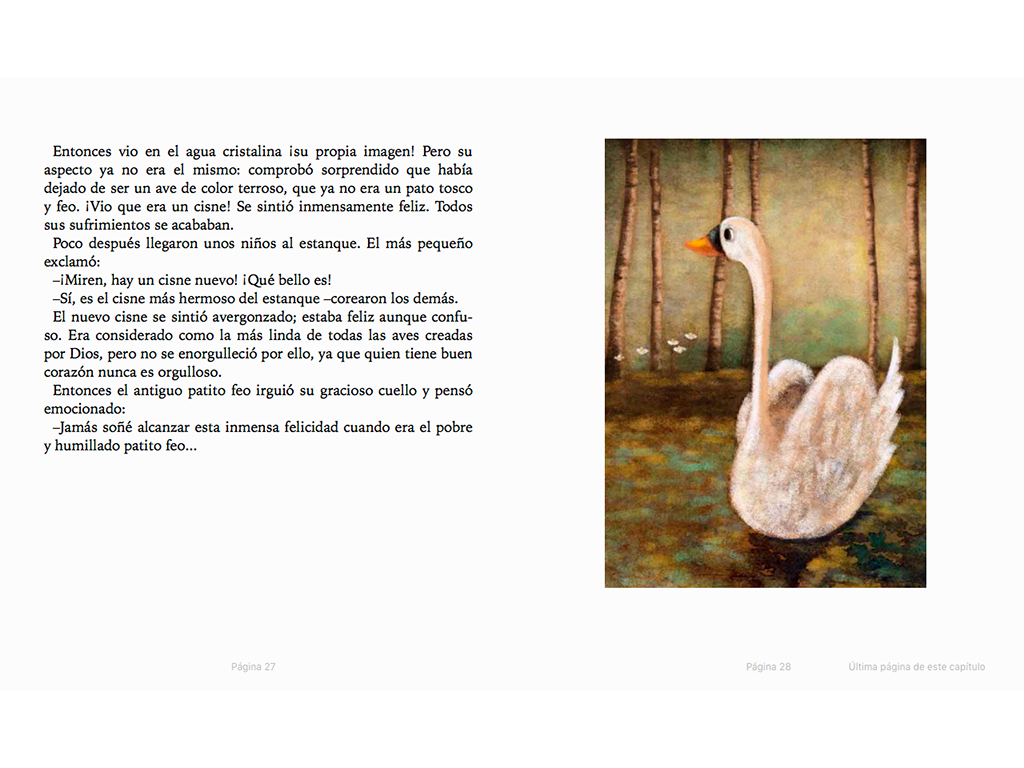 Entonces vio en el agua cristalina ¡su propia imagen! Pero su
aspecto ya no era el mismo: comprobó sorprendido que había
dejado de ser un ave de color terroso, que ya no era un pato tosco
y feo. ¡Vio que era un cisne! Se sintió inmensamente feliz. Todos
sus sufrimientos se acababan.
Poco después llegaron unos niños al estanque. El más pequeño
exclamó:
–¡Miren, hay un cisne nuevo! ¡Qué bello es!
–Sí, es el cisne más hermoso del estanque –corearon los demás.
El nuevo cisne se sintió avergonzado; estaba feliz aunque confu-
so. Era considerado como la más linda de todas las aves creadas
por Dios, pero no se enorgulleció por ello, ya que quien tiene buen
corazón nunca es orgulloso.
Entonces el antiguo patito feo irguió su gracioso cuello y pensó
emocionado:
–Jamás soñé alcanzar esta inmensa felicidad cuando era el pobre
y humillado patito feo...
Página 27
Página 28
Última página de este capítulo